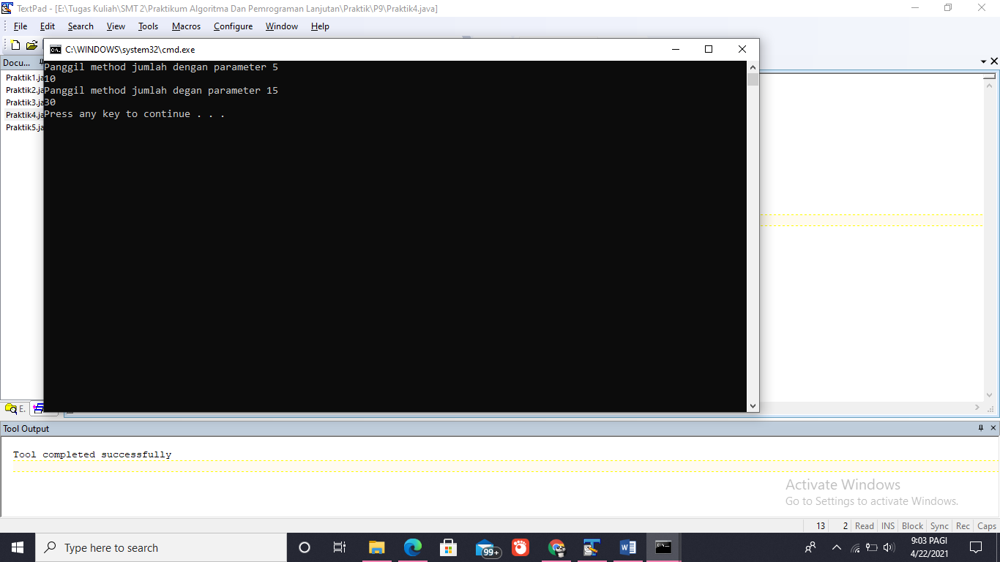 TextPad - [E:\Tugas Kuliah\SMT 2\Praktikum Algoritma Dan Pemrograman Lanjutan\Praktik\P9\Praktik4.java]
File Edit Search View Tools Macros Configure Window Help
C:\WINDOWS\system32\cmd.exe
Docu...
Praktik1.ja
Praktik2.ja
Praktik3.ja
Praktik4.ja
Praktik5.ja
Panggil method jumlah dengan parameter 5
10
Panggil method jumlah degan parameter 15
30
Press any key to continue . . .
E.
Tool Output
Tool completed successfully
Activate Windows
Go to Settings to activate Windows.
13 2 Read INS Block Sync Rec Caps
Type here to search
99+
9:03 PAGI
4/22/2021